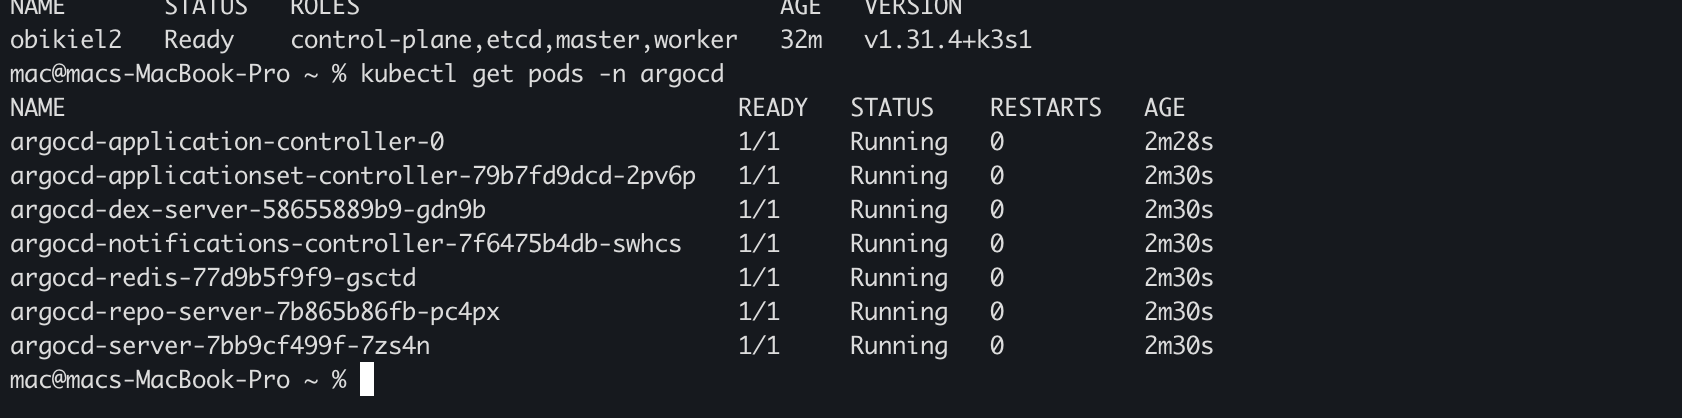 NAME STATUS ROLES AGE VERSION
obikiel2 Ready control-plane,etcd,master,worker 32m v1.31.4+k3s1
mac@macs-MacBook-Pro ~ % kubectl get pods -n argocd
NAME READY STATUS RESTARTS AGE
argocd-application-controller-0 1/1 Running 0 2m28s
argocd-applicationset-controller-79b7fd9dcd-2pv6p 1/1 Running 0 2m30s
argocd-dex-server-58655889b9-gdn9b 1/1 Running 0 2m30s
argocd-notifications-controller-7f6475b4db-swhcs 1/1 Running 0 2m30s
argocd-redis-77d9b5f9f9-gsctd 1/1 Running 0 2m30s
argocd-repo-server-7b865b86fb-pc4px 1/1 Running 0 2m30s
argocd-server-7bb9cf499f-7zs4n 1/1 Running 0 2m30s
mac@macs-MacBook-Pro ~ %